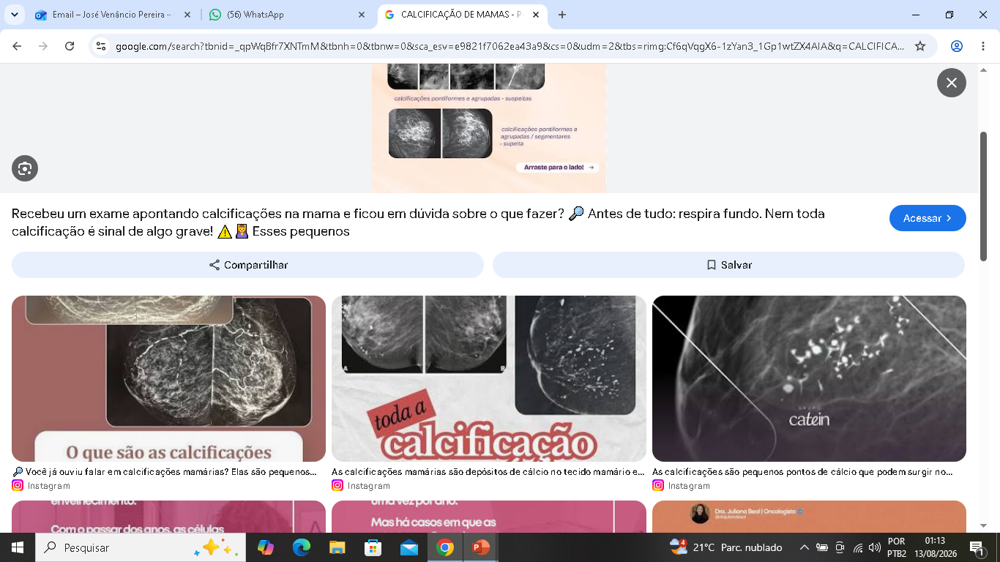 Email – José Venâncio Pereira –
(56) WhatsApp
CALCIFICAÇÃO DE MAMAS - P
google.com/search?tbnid=_qpWqBfr7XNTmM&tbnh=0&tbnw=0&sca_esv=e9821f7062ea43a9&cs=0&udm=2&tbs=rimg:Cf6qVqgX6-1zYan3_1Gp1wtZX4AIA&q=CALCIFICA...
calcificações pontiformes e agrupadas - suspeitas
calcificações pontiformes e
agrupadas / segmentares
- supeita
Arraste para o lado! →
Recebeu um exame apontando calcificações na mama e ficou em dúvida sobre o que fazer? 🔎 Antes de tudo: respira fundo. Nem toda
calcificação é sinal de algo grave! ⚠️ 💆‍♀️ Esses pequenos
Acessar
Compartilhar
Salvar
O que são as calcificações
A
B
toda a
calcificação
GRUPO
catein
🔎 Você já ouviu falar em calcificações mamárias? Elas são pequenos...
Instagram
As calcificações mamárias são depósitos de cálcio no tecido mamário e...
Instagram
As calcificações são pequenos pontos de cálcio que podem surgir no...
Instagram
envelhecimento.
Com o passar dos anos, as células
uma vez por ano.
Mas há casos em que as
Dra. Juliana Beal | Oncologista
Pesquisar
4
21°C Parc. nublado
POR
PTB2
01:13
13/08/2026
1